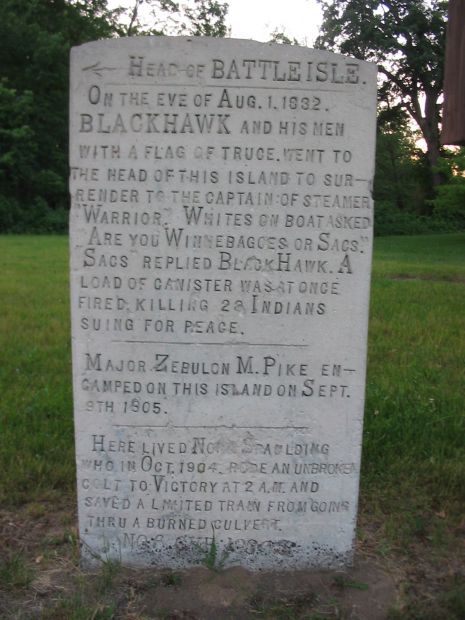 ← HEAD OF BATTLE ISLE.
ON THE EVE OF AUG. 1, 1832.
BLACKHAWK AND HIS MEN
WITH A FLAG OF TRUCE, WENT TO
THE HEAD OF THIS ISLAND TO SUR-
RENDER TO THE CAPTAIN: OF STEAMER
"WARRIOR." WHITES ON BOAT ASKED
"ARE YOU WINNEBAGOES OR SACS."
SACS REPLIED BLACK HAWK. A
LOAD OF CANISTER WAS AT ONCE
FIRED, KILLING 23 INDIANS
SUING FOR PEACE.
MAJOR ZEBULON M. PIKE EN-
CAMPED ON THIS ISLAND ON SEPT.
9TH 1805.
HERE LIVED SPAULDING
WHO IN OCT. 1904. RODE AN UNBROKEN
COLT TO VICTORY AT 2 A.M. AND
SAVED A LIMITED TRAIN FROM GOING
THRU A BURNED CULVERT.